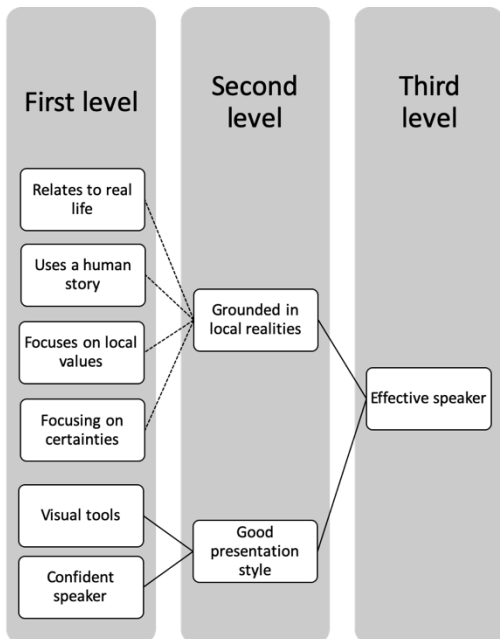 First level
Second
level
Third
level
Relates to real
life
Uses a human
story
Focuses on local
values
Focusing on
certainties
Visual tools
Confident
speaker
Grounded in
local realities
Good
presentation
style
Effective speaker